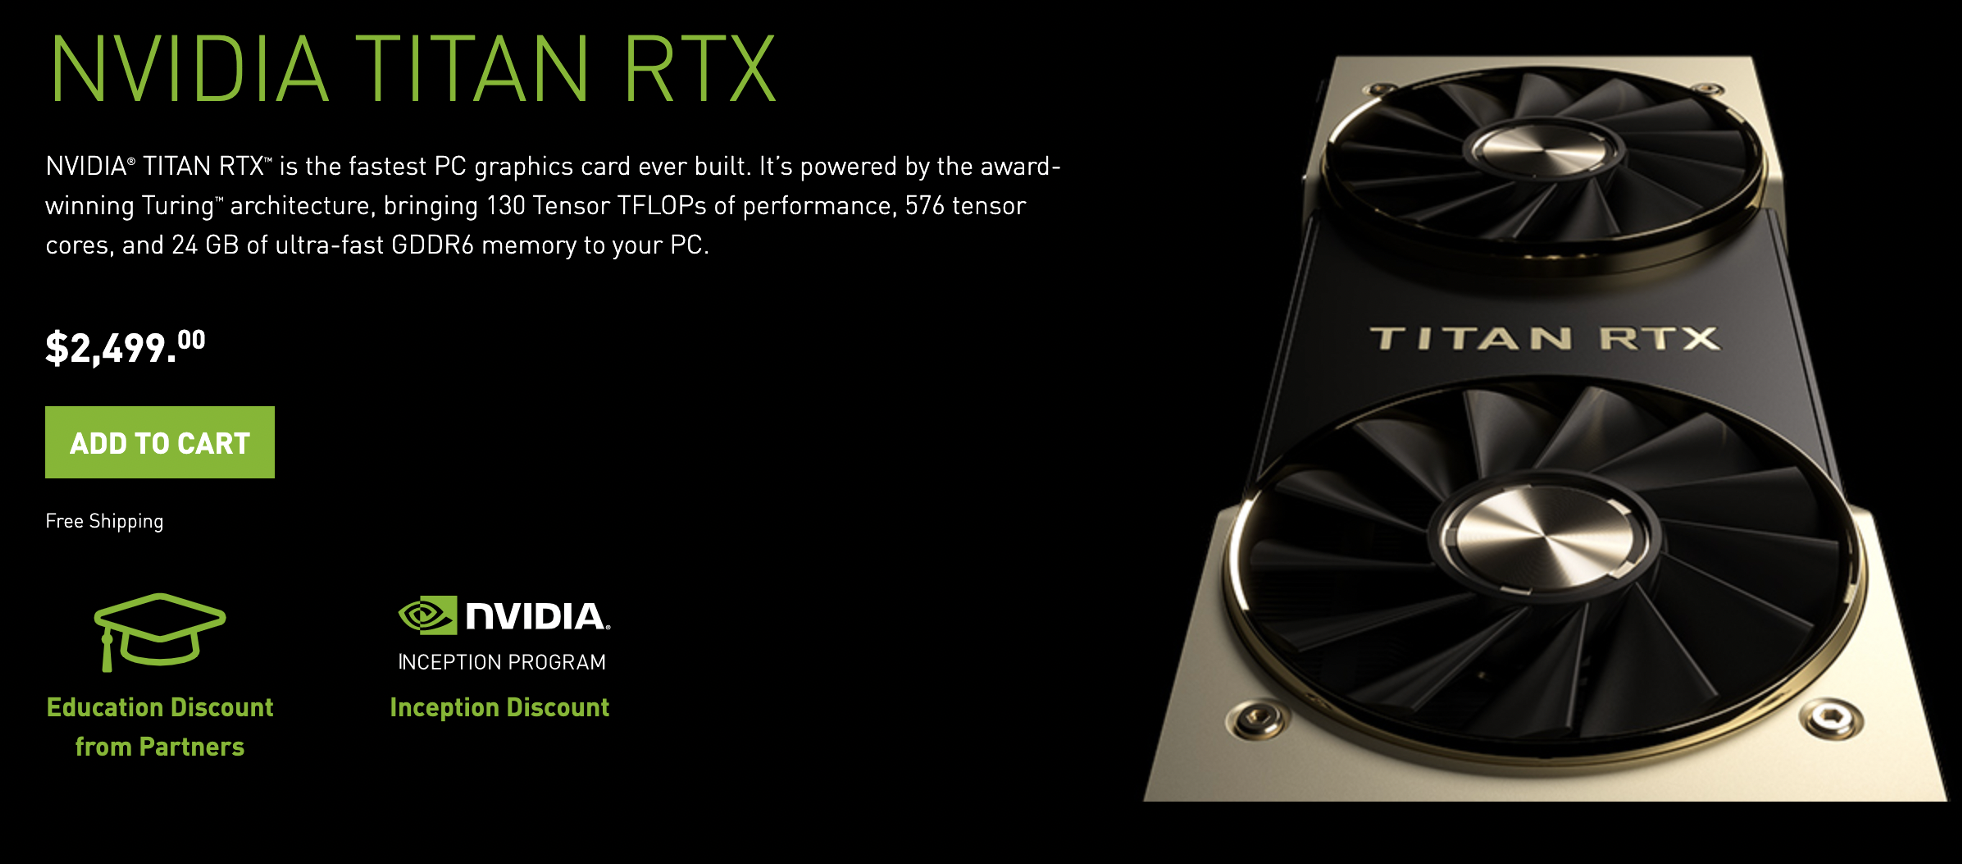 NVIDIA TITAN RTX
NVIDIA® TITAN RTX™ is the fastest PC graphics card ever built. It’s powered by the award-
winning Turing™ architecture, bringing 130 Tensor TFLOPs of performance, 576 tensor
cores, and 24 GB of ultra-fast GDDR6 memory to your PC.
$2,499.00
ADD TO CART
Free Shipping
Education Discount
from Partners
NVIDIA.
INCEPTION PROGRAM
Inception Discount
TITAN RTX